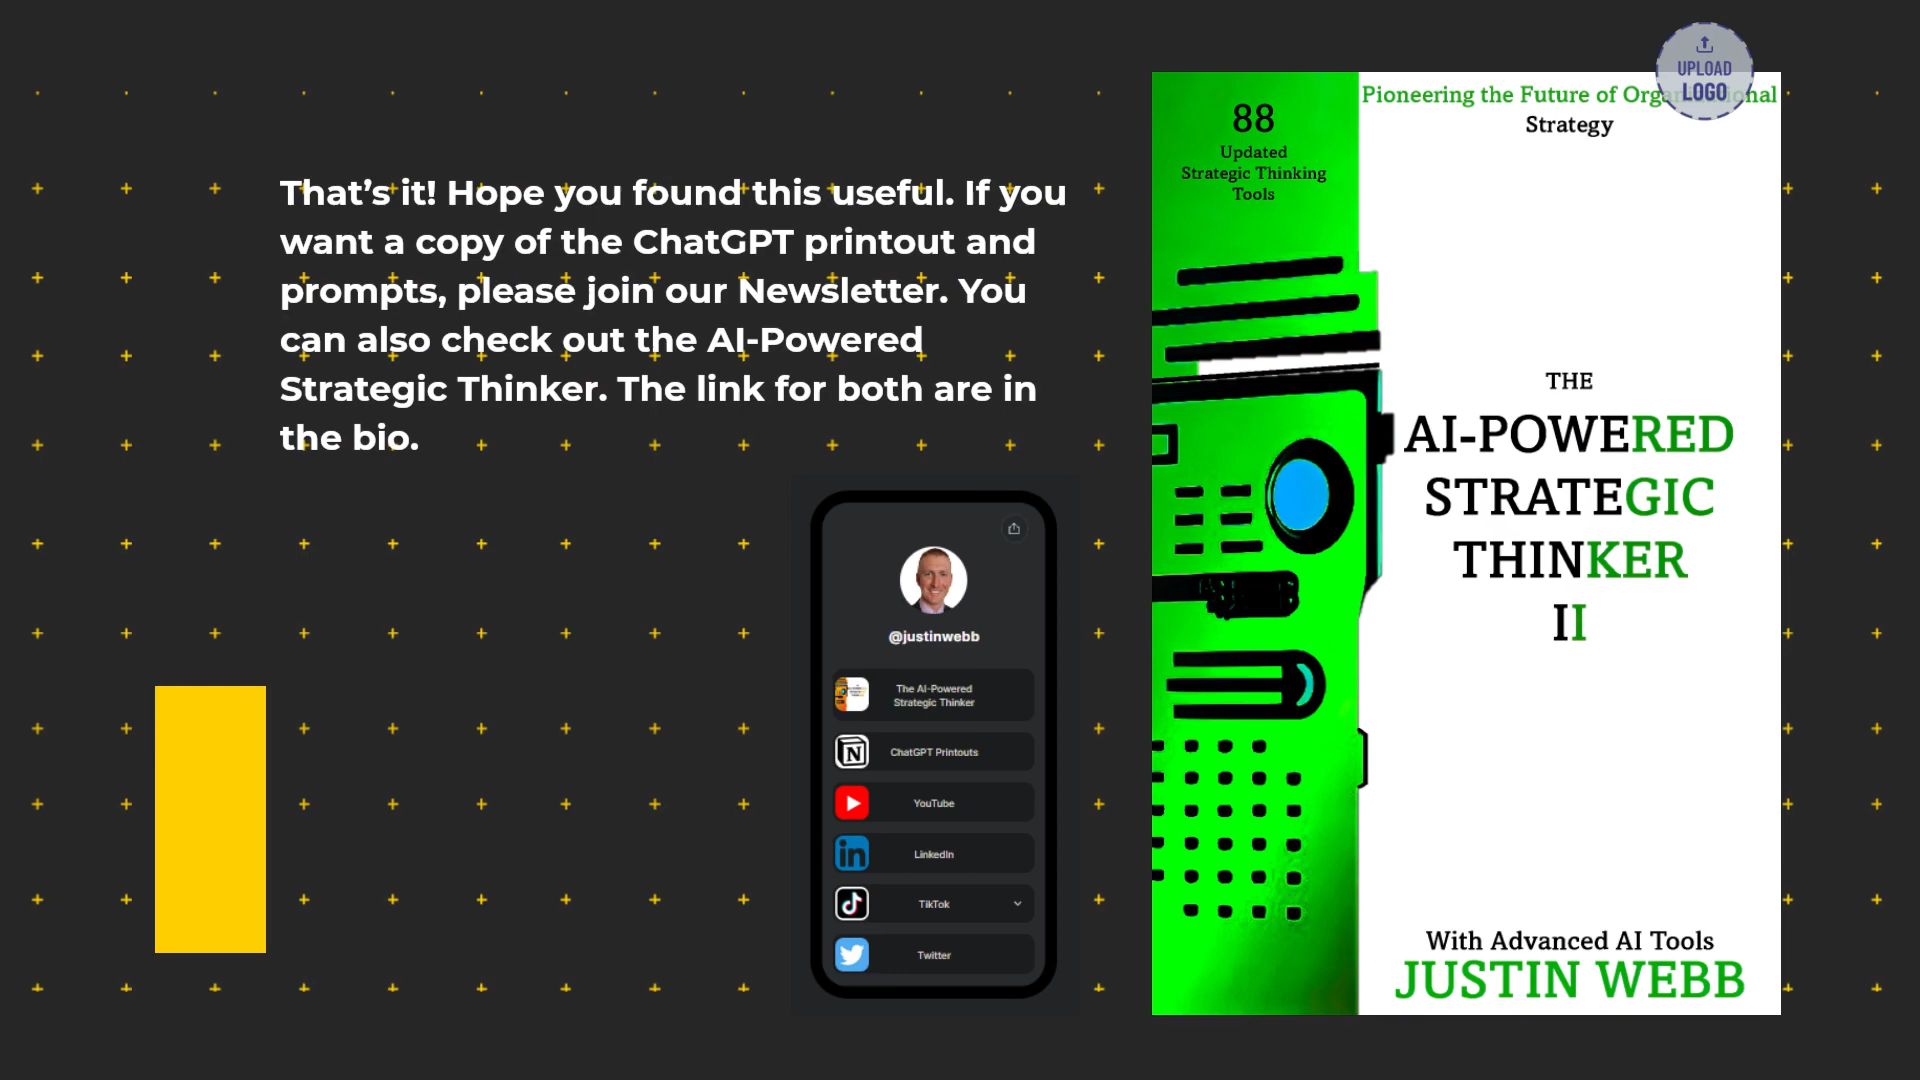 That’s it! Hope you found this useful. If you
want a copy of the ChatGPT printout and
prompts, please join our Newsletter. You
can also check out the AI-Powered
Strategic Thinker. The link for both are in
the bio.
@justinwebb
The AI-Powered
Strategic Thinker
ChatGPT Printouts
YouTube
LinkedIn
TikTok
Twitter
UPLOAD
LOGO
88
Updated
Strategic Thinking
Tools
Pioneering the Future of Organizational
Strategy
THE
AI-POWERED
STRATEGIC
THINKER
II
With Advanced AI Tools
JUSTIN WEBB